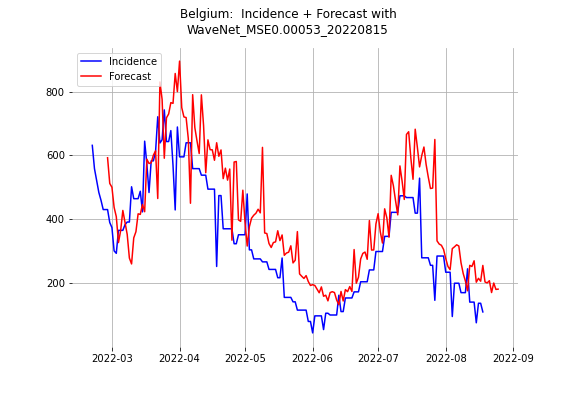 Belgium:  Incidence + Forecast with
WaveNet_MSE0.00053_20220815
Incidence
Forecast
800
600
400
200
2022-03 2022-04 2022-05 2022-06 2022-07 2022-08 2022-09